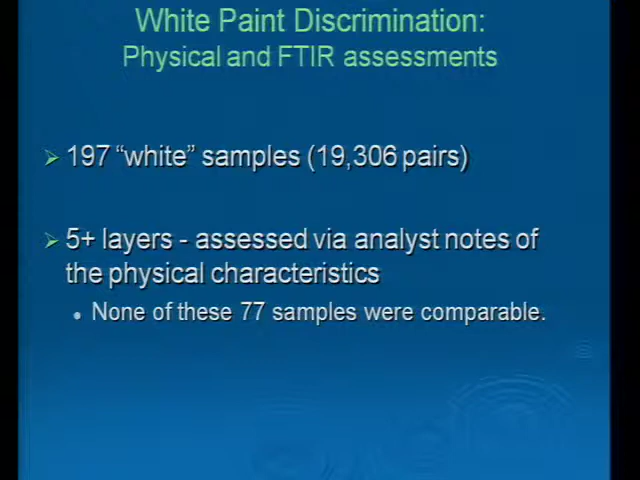 White Paint Discrimination:
Physical and FTIR assessments
197 “white” samples (19,306 pairs)
5+ layers - assessed via analyst notes of
the physical characteristics
None of these 77 samples were comparable.